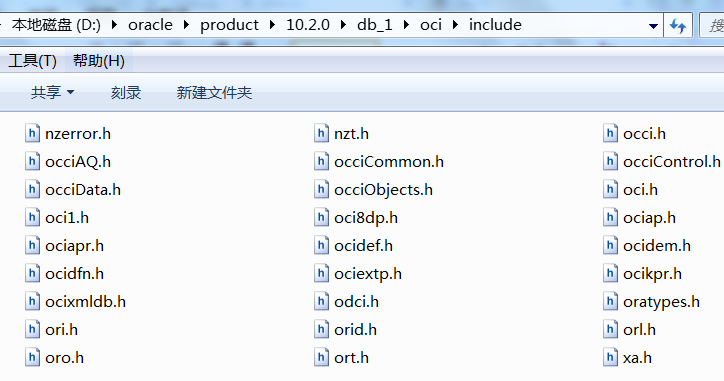 本地磁盘 (D:) ▸ oracle ▸ product ▸ 10.2.0 ▸ db_1 ▸ oci ▸ include
工具(T) 帮助(H)
共享 刻录 新建文件夹
nzerror.h nzt.h occi.h
occiAQ.h occiCommon.h occiControl.h
occiData.h occiObjects.h oci.h
oci1.h oci8dp.h ociap.h
ociapr.h ocidef.h ocidem.h
ocidfn.h ociextp.h ocikpr.h
ocixmldb.h odci.h oratypes.h
ori.h orid.h orl.h
oro.h ort.h xa.h